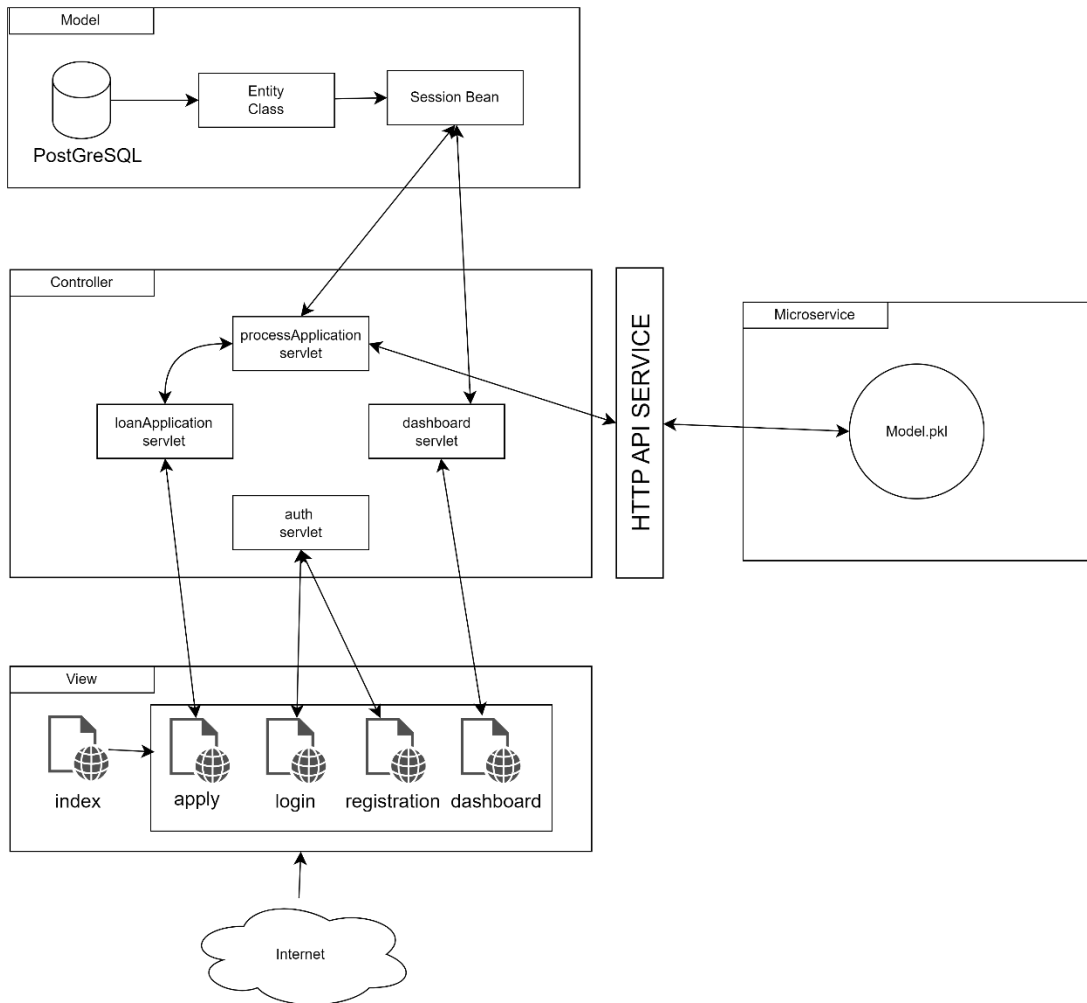 Model
Entity
Class
Session Bean
PostGreSQL
Controller
processApplication
servlet
loanApplication
servlet
dashboard
servlet
auth
servlet
HTTP API SERVICE
Microservice
Model.pkl
View
index
apply
login
registration
dashboard
Internet